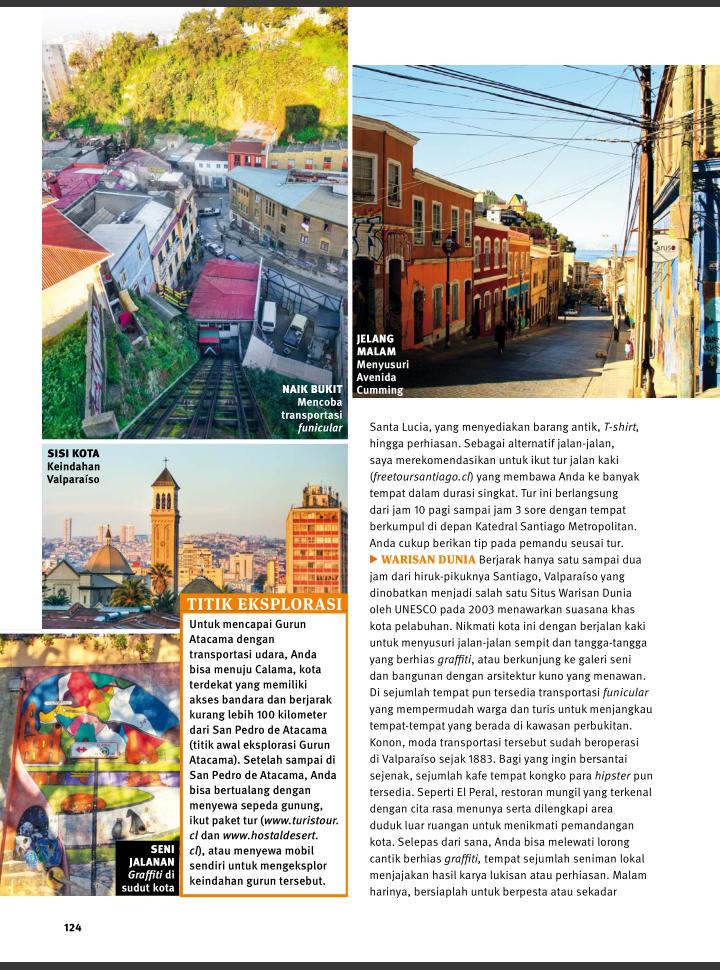 NAIK BUKIT
Mencoba
transportasi
funicular
JELANG
MALAM
Menyusuri
Avenida
Cumming
aruso
SISI KOTA
Keindahan
Valparaíso
TITIK EKSPLORASI
Untuk mencapai Gurun
Atacama dengan
transportasi udara, Anda
bisa menuju Calama, kota
terdekat yang memiliki
akses bandara dan berjarak
kurang lebih 100 kilometer
dari San Pedro de Atacama
(titik awal eksplorasi Gurun
Atacama). Setelah sampai di
San Pedro de Atacama, Anda
bisa bertualang dengan
menyewa sepeda gunung,
ikut paket tur (www.turistour.
cl dan www.hostaldesert.
cl), atau menyewa mobil
sendiri untuk mengeksplor
keindahan gurun tersebut.
SENI
JALANAN
Graffiti di
sudut kota
Santa Lucia, yang menyediakan barang antik, T-shirt,
hingga perhiasan. Sebagai alternatif jalan-jalan,
saya merekomendasikan untuk ikut tur jalan kaki
(freetoursantiago.cl) yang membawa Anda ke banyak
tempat dalam durasi singkat. Tur ini berlangsung
dari jam 10 pagi sampai jam 3 sore dengan tempat
berkumpul di depan Katedral Santiago Metropolitan.
Anda cukup berikan tip pada pemandu seusai tur.
▶ WARISAN DUNIA Berjarak hanya satu sampai dua
jam dari hiruk-pikuknya Santiago, Valparaíso yang
dinobatkan menjadi salah satu Situs Warisan Dunia
oleh UNESCO pada 2003 menawarkan suasana khas
kota pelabuhan. Nikmati kota ini dengan berjalan kaki
untuk menyusuri jalan-jalan sempit dan tangga-tangga
yang berhias graffiti, atau berkunjung ke galeri seni
dan bangunan dengan arsitektur kuno yang menawan.
Di sejumlah tempat pun tersedia transportasi funicular
yang mempermudah warga dan turis untuk menjangkau
tempat-tempat yang berada di kawasan perbukitan.
Konon, moda transportasi tersebut sudah beroperasi
di Valparaíso sejak 1883. Bagi yang ingin bersantai
sejenak, sejumlah kafe tempat kongko para hipster pun
tersedia. Seperti El Peral, restoran mungil yang terkenal
dengan cita rasa menunya serta dilengkapi area
duduk luar ruangan untuk menikmati pemandangan
kota. Selepas dari sana, Anda bisa melewati lorong
cantik berhias graffiti, tempat sejumlah seniman lokal
menjajakan hasil karya lukisan atau perhiasan. Malam
harinya, bersiaplah untuk berpesta atau sekadar
124